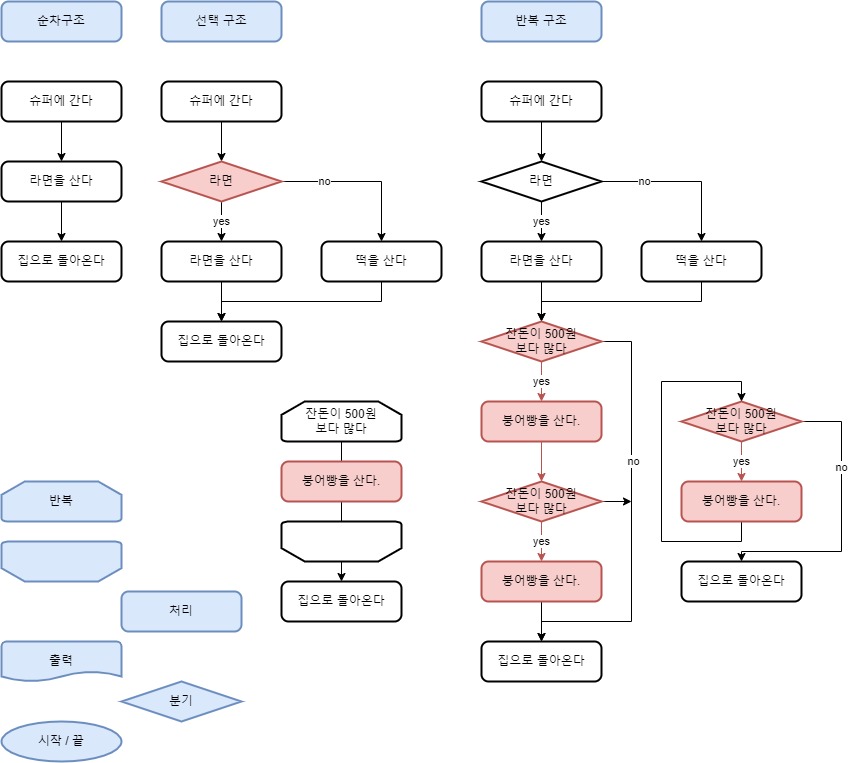 순차구조
선택 구조
반복 구조
슈퍼에 간다
슈퍼에 간다
슈퍼에 간다
라면을 산다
라면
no
라면
no
yes
yes
집으로 돌아온다
라면을 산다
떡을 산다
라면을 산다
떡을 산다
집으로 돌아온다
잔돈이 500원
보다 많다
yes
잔돈이 500원
보다 많다
붕어빵을 산다.
잔돈이 500원
보다 많다
no
yes
no
붕어빵을 산다.
반복
잔돈이 500원
보다 많다
붕어빵을 산다.
yes
붕어빵을 산다.
집으로 돌아온다
집으로 돌아온다
처리
출력
집으로 돌아온다
분기
시작 / 끝